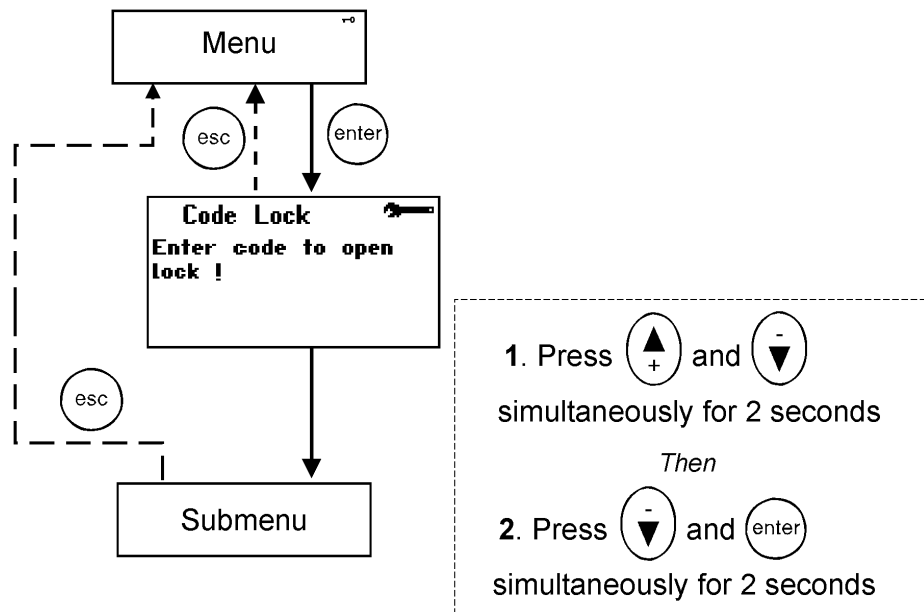 Menu
esc
enter
Code Lock
Enter code to open
lock !
esc
Submenu
1. Press ▲ + and - ▼
simultaneously for 2 seconds
Then
2. Press - ▼ and enter
simultaneously for 2 seconds